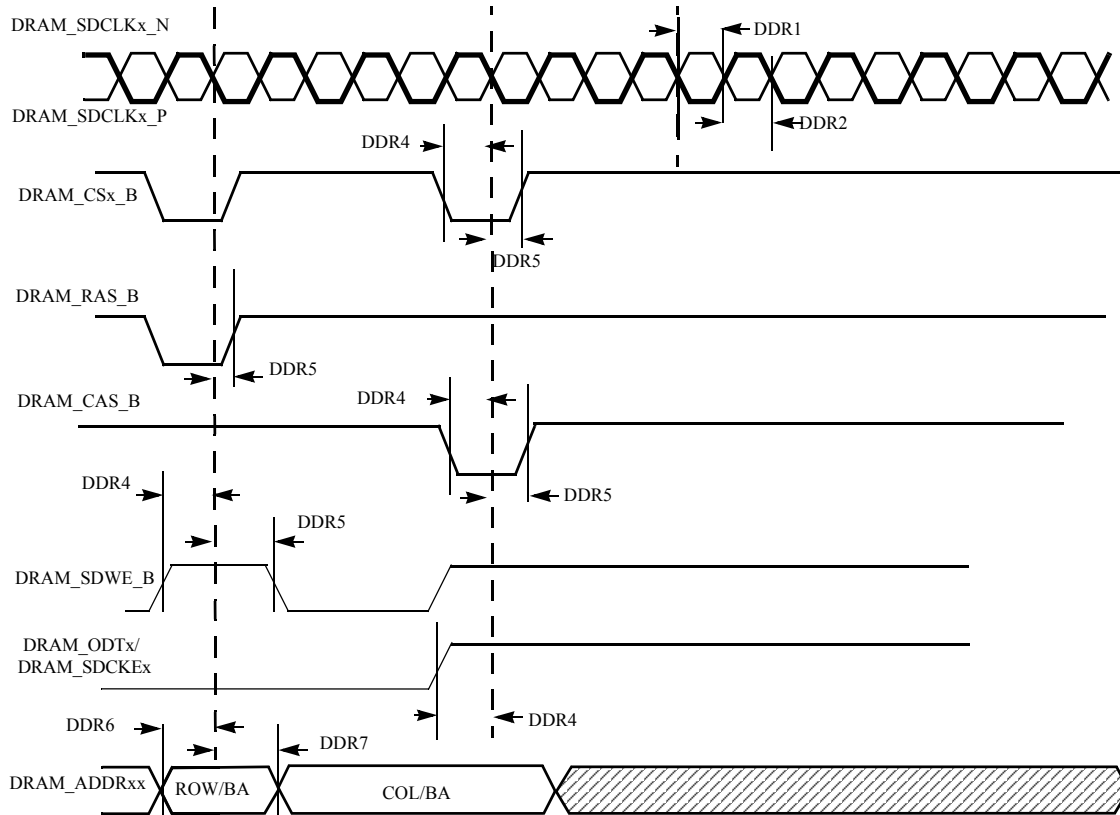 DRAM_SDCLKx_N
DDR1
DRAM_SDCLKx_P
DDR2
DDR4
DRAM_CSx_B
DDR5
DRAM_RAS_B
DDR5
DRAM_CAS_B
DDR4
DDR4
DDR5
DDR5
DRAM_SDWE_B
DRAM_ODTx/
DRAM_SDCKEx
DDR6
DDR4
DDR7
DRAM_ADDRxx
ROW/BA
COL/BA